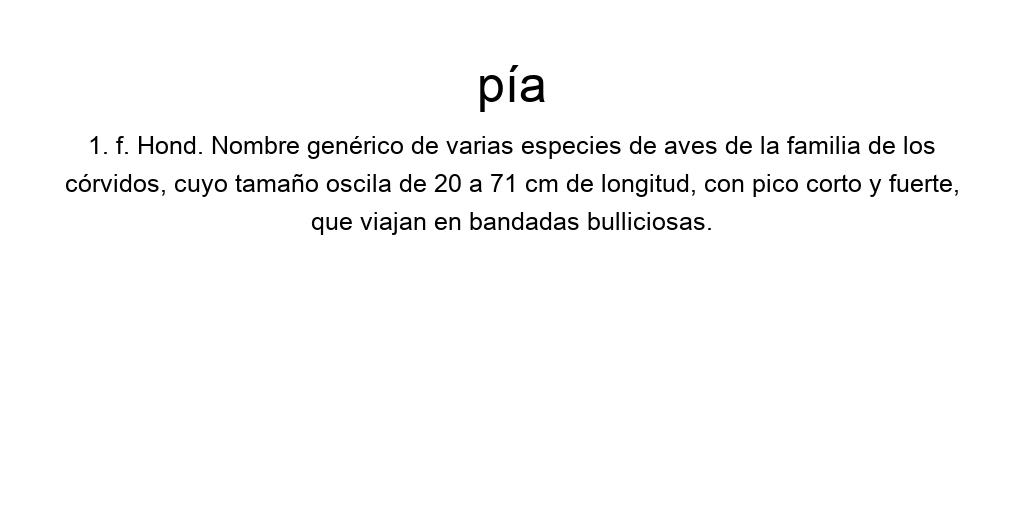 pía
1. f. Hond. Nombre genérico de varias especies de aves de la familia de los
córvidos, cuyo tamaño oscila de 20 a 71 cm de longitud, con pico corto y fuerte,
que viajan en bandadas bulliciosas.